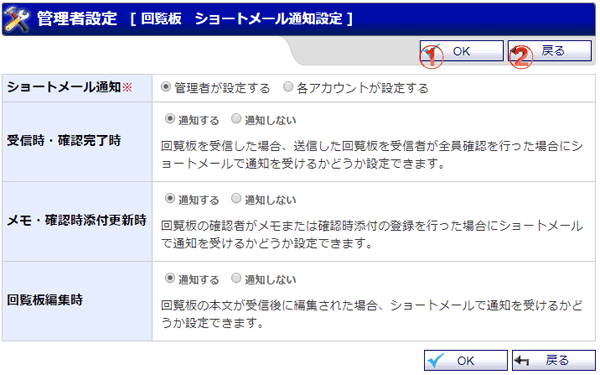 管理者設定 [ 回覧板 ショートメール通知設定 ]
① OK ② 戻る
ショートメール通知※ 管理者が設定する 各アカウントが設定する
受信時・確認完了時 通知する 通知しない
回覧板を受信した場合、送信した回覧板を受信者が全員確認を行った場合にシ
ョートメールで通知を受けるかどうか設定できます。
メモ・確認時添付更新時 通知する 通知しない
回覧板の確認者がメモまたは確認時添付の登録を行った場合にショートメール
で通知を受けるかどうか設定できます。
回覧板編集時 通知する 通知しない
回覧板の本文が受信後に編集された場合、ショートメールで通知を受けるかど
うか設定できます。
OK 戻る